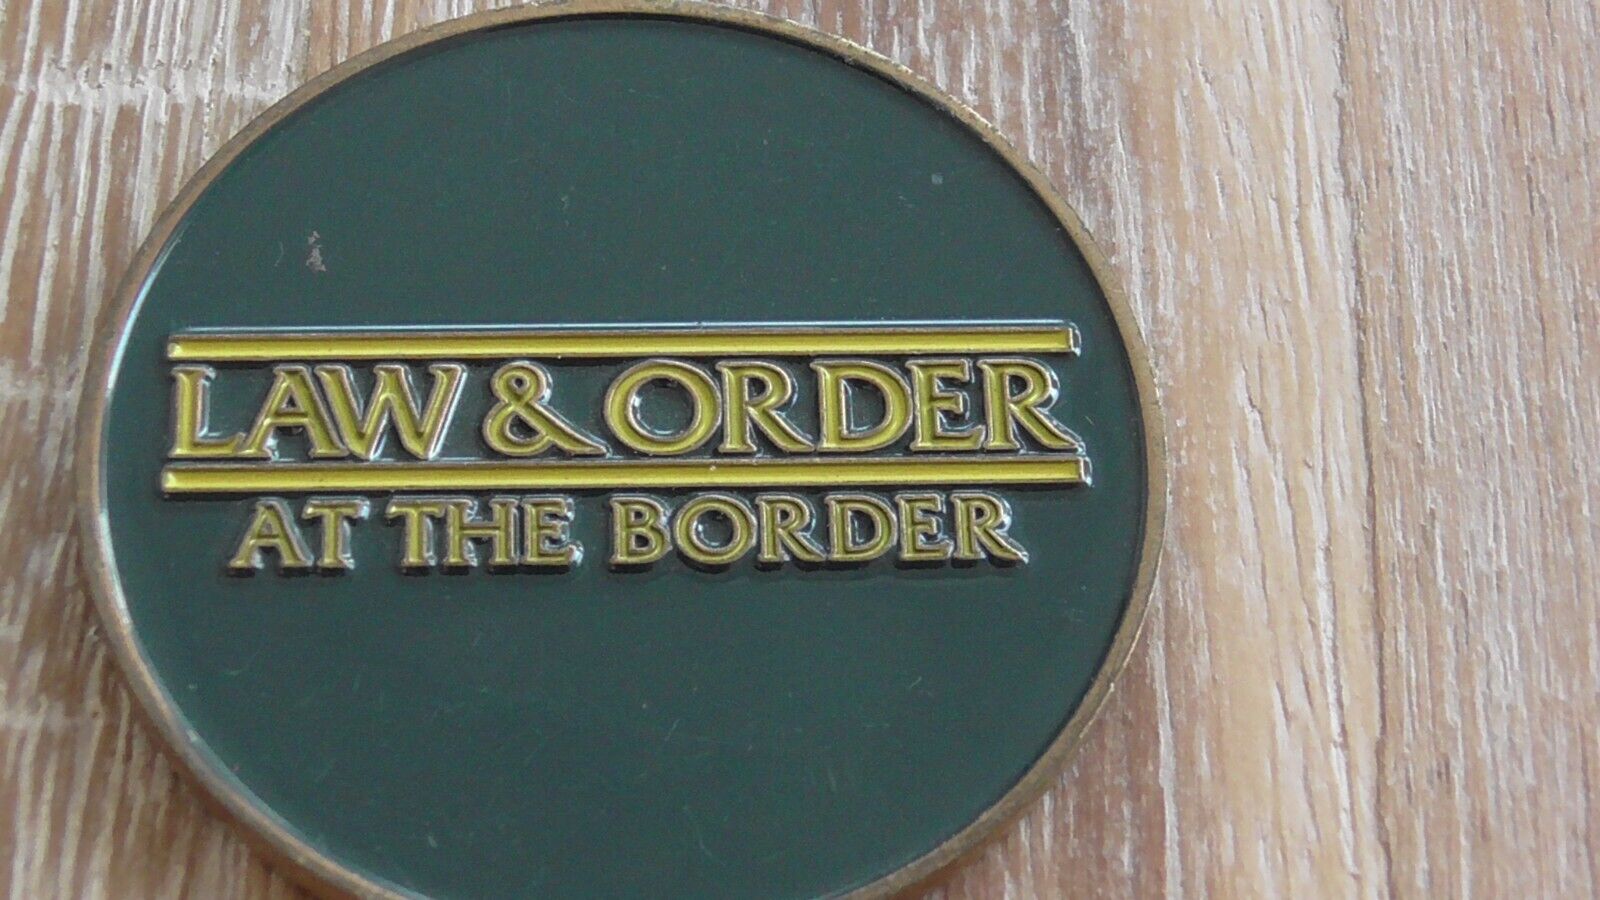 LAW & ORDER
AT THE BORDER